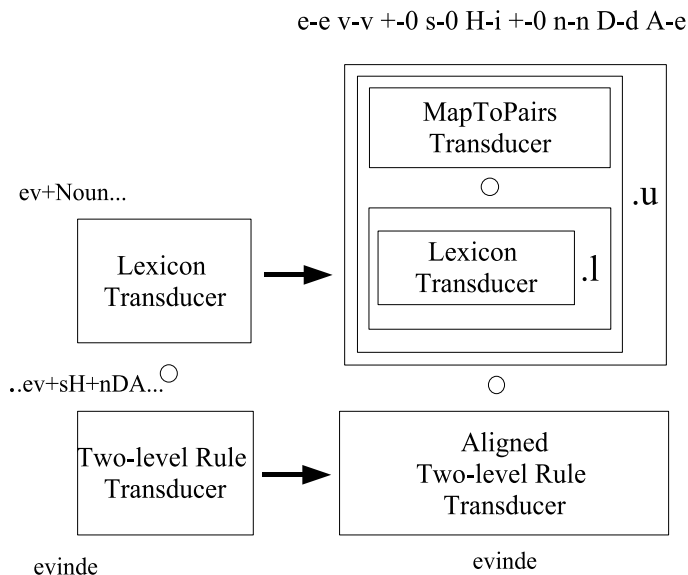 e-e v-v +-0 s-0 H-i +-0 n-n D-d A-e
MapToPairs
Transducer
.u
ev+Noun...
Lexicon
Transducer
Lexicon
Transducer
.l
..ev+sH+nDA...
Two-level Rule
Transducer
Aligned
Two-level Rule
Transducer
evinde
evinde